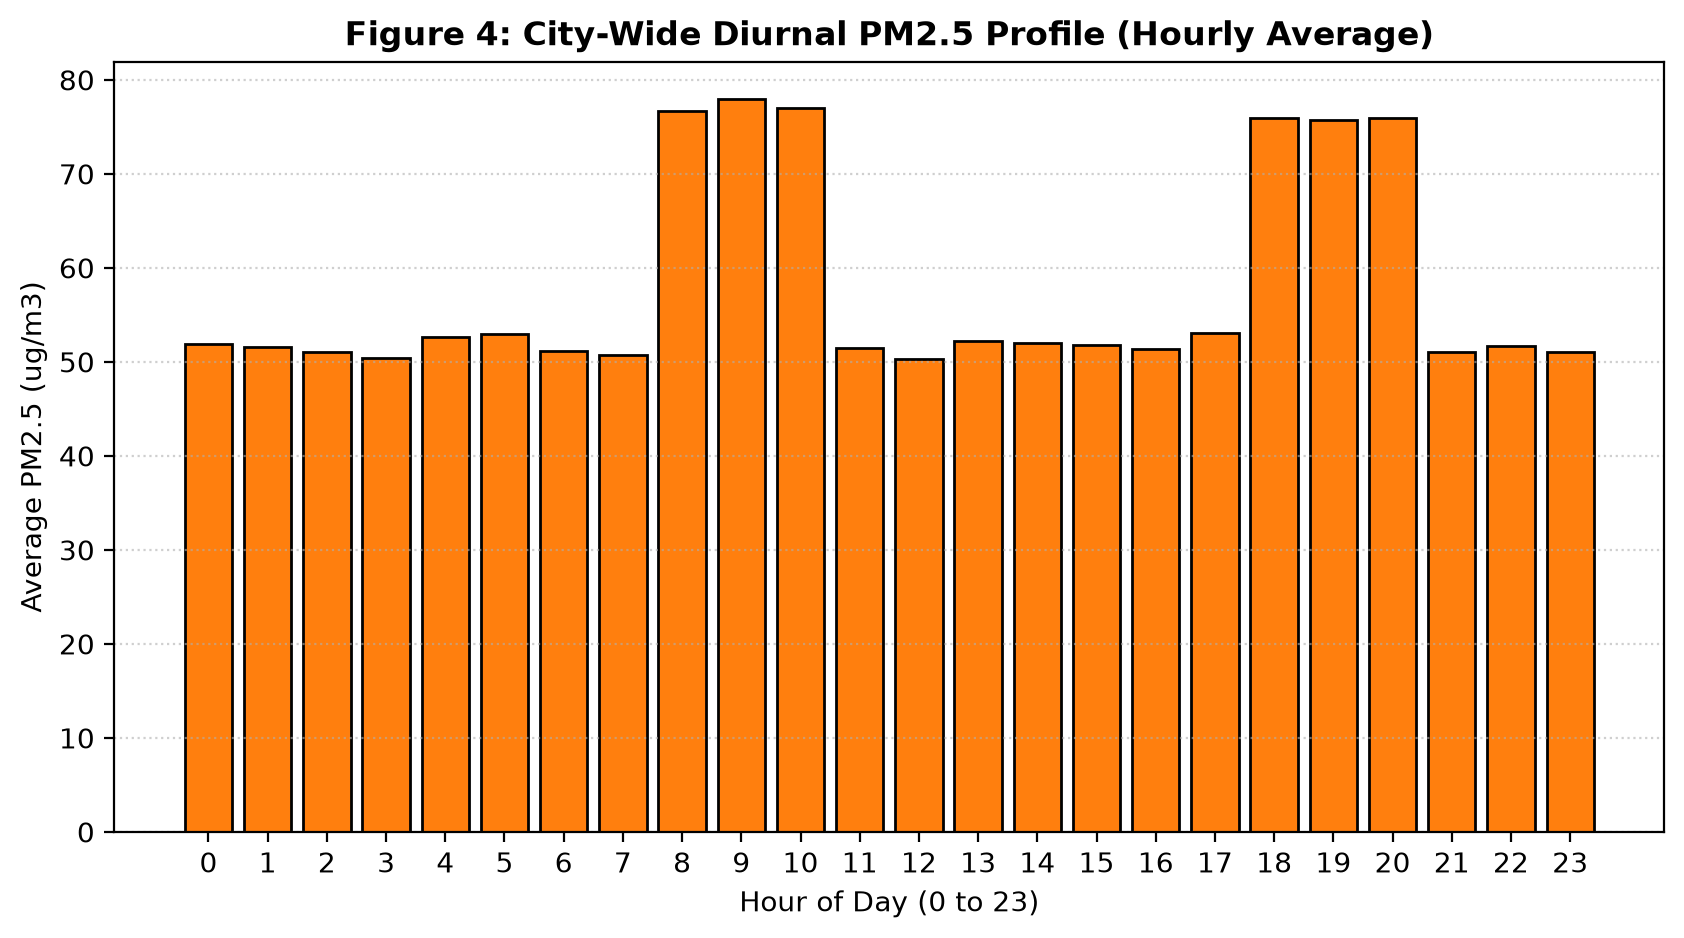 Figure 4: City-Wide Diurnal PM2.5 Profile (Hourly Average)
80
70
60
50
40
30
20
10
0
Average PM2.5 (ug/m3)
0 1 2 3 4 5 6 7 8 9 10 11 12 13 14 15 16 17 18 19 20 21 22 23
Hour of Day (0 to 23)